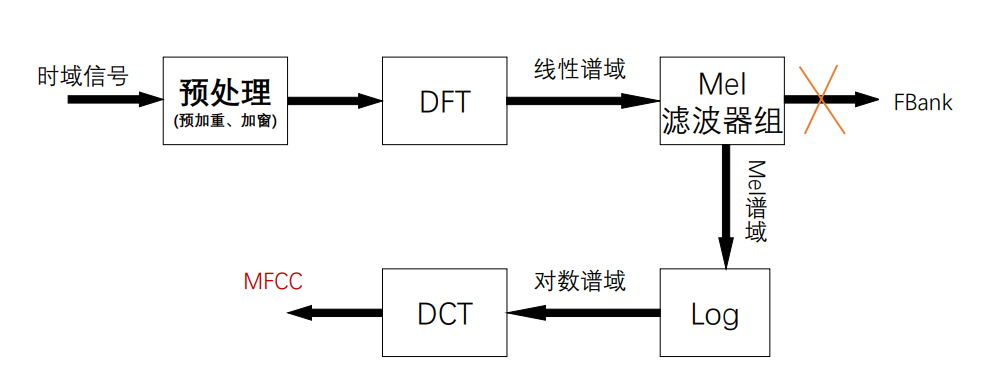 时域信号
预处理
(预加重、加窗)
DFT
线性谱域
Mel
滤波器组
FBank
Mel谱域
Log
对数谱域
DCT
MFCC